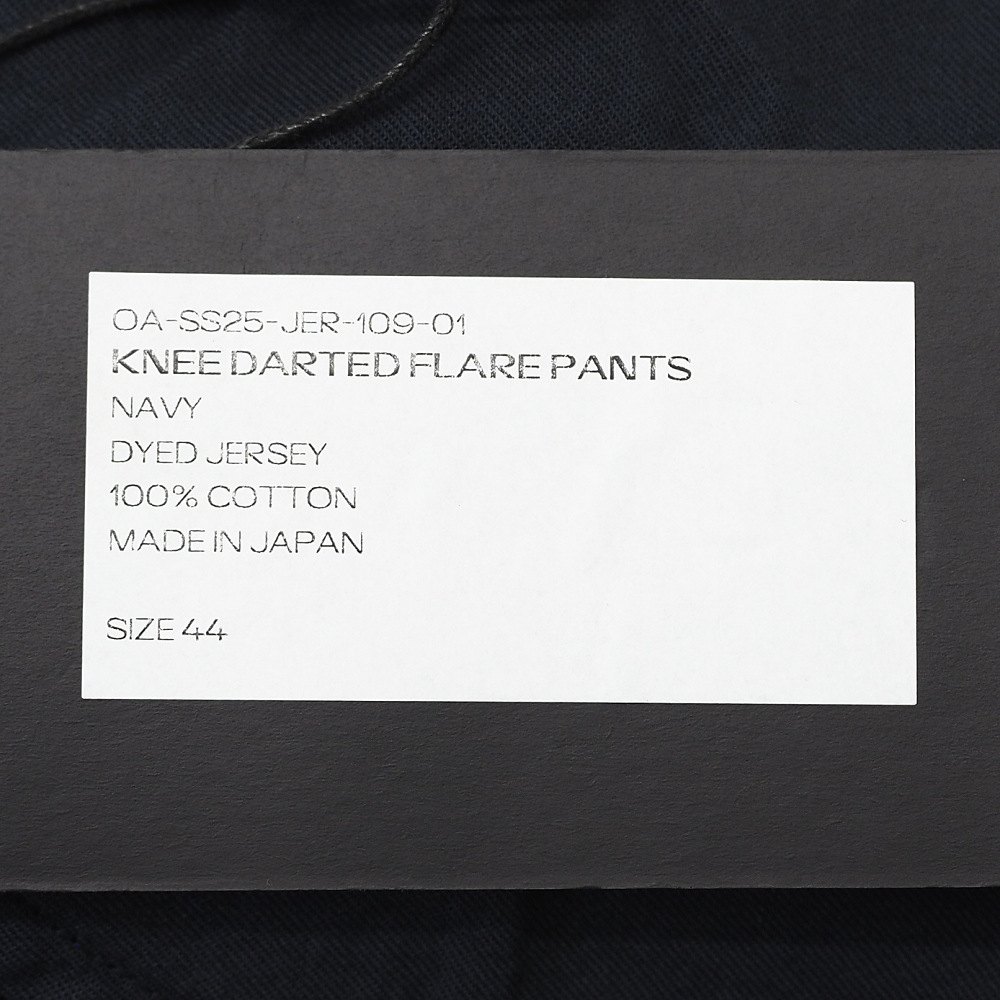 OA-SS25-JER-109-01
KNEE DARTED FLARE PANTS
NAVY
DYED JERSEY
100% COTTON
MADE IN JAPAN
SIZE 44